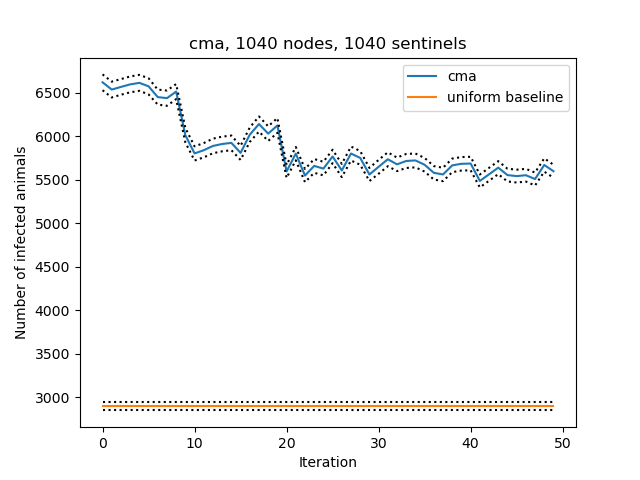 cma, 1040 nodes, 1040 sentinels
cma
uniform baseline
Number of infected animals
6500
6000
5500
5000
4500
4000
3500
3000
0 10 20 30 40 50
Iteration